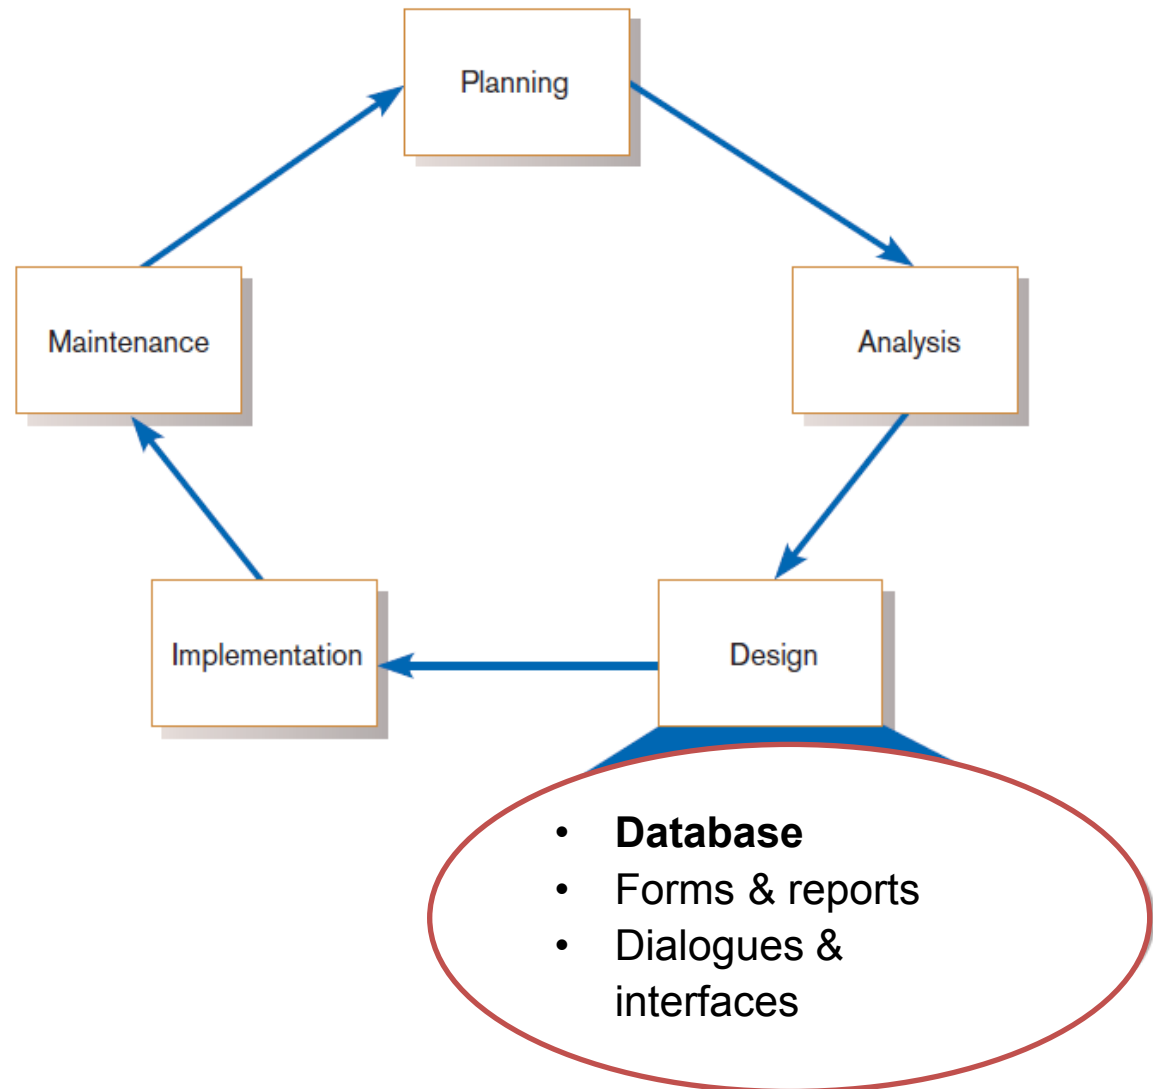 Planning
Maintenance
Analysis
Implementation
Design
• Database
• Forms & reports
• Dialogues &
interfaces